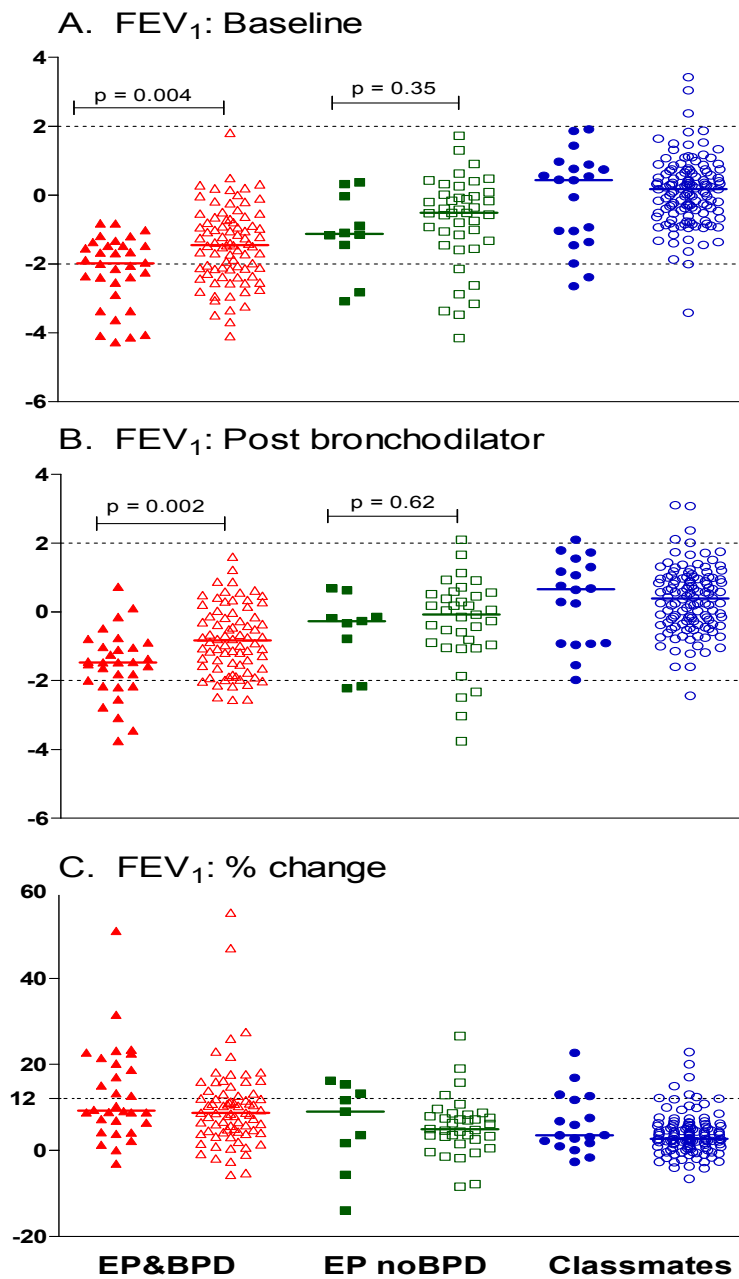 A. FEV₁: Baseline
4
p = 0.004
p = 0.35
2
0
-2
-4
-6
B. FEV₁: Post bronchodilator
4
p = 0.002
p = 0.62
2
0
-2
-4
-6
C. FEV₁: % change
60
40
20
12
0
-20
EP&BPD EP noBPD Classmates